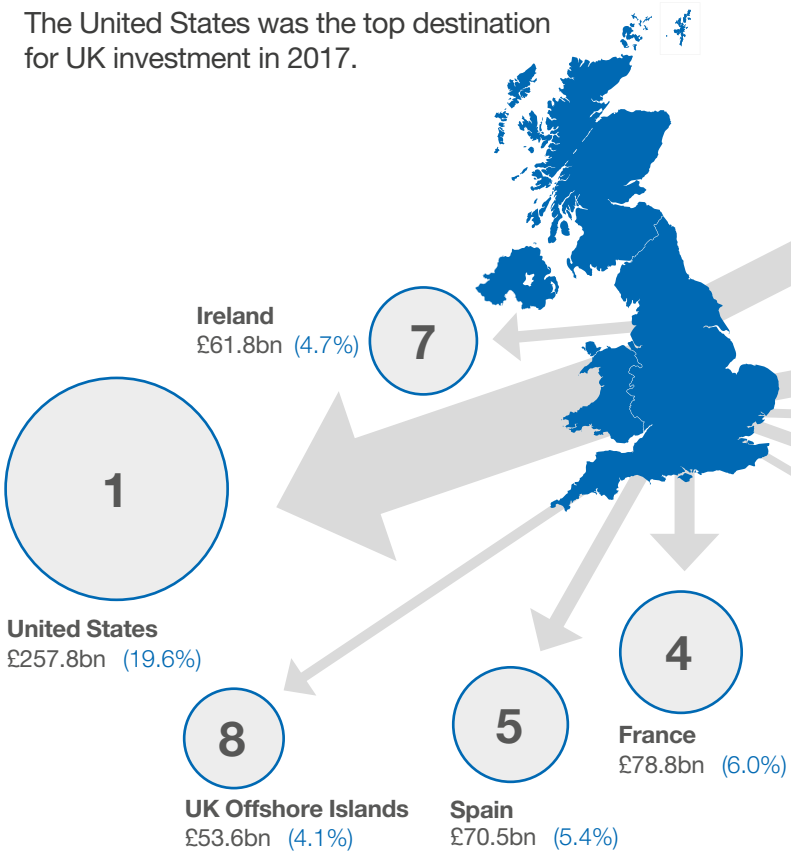 The United States was the top destination
for UK investment in 2017.
Ireland
£61.8bn (4.7%)
7
1
United States
£257.8bn (19.6%)
8
UK Offshore Islands
£53.6bn (4.1%)
5
Spain
£70.5bn (5.4%)
4
France
£78.8bn (6.0%)